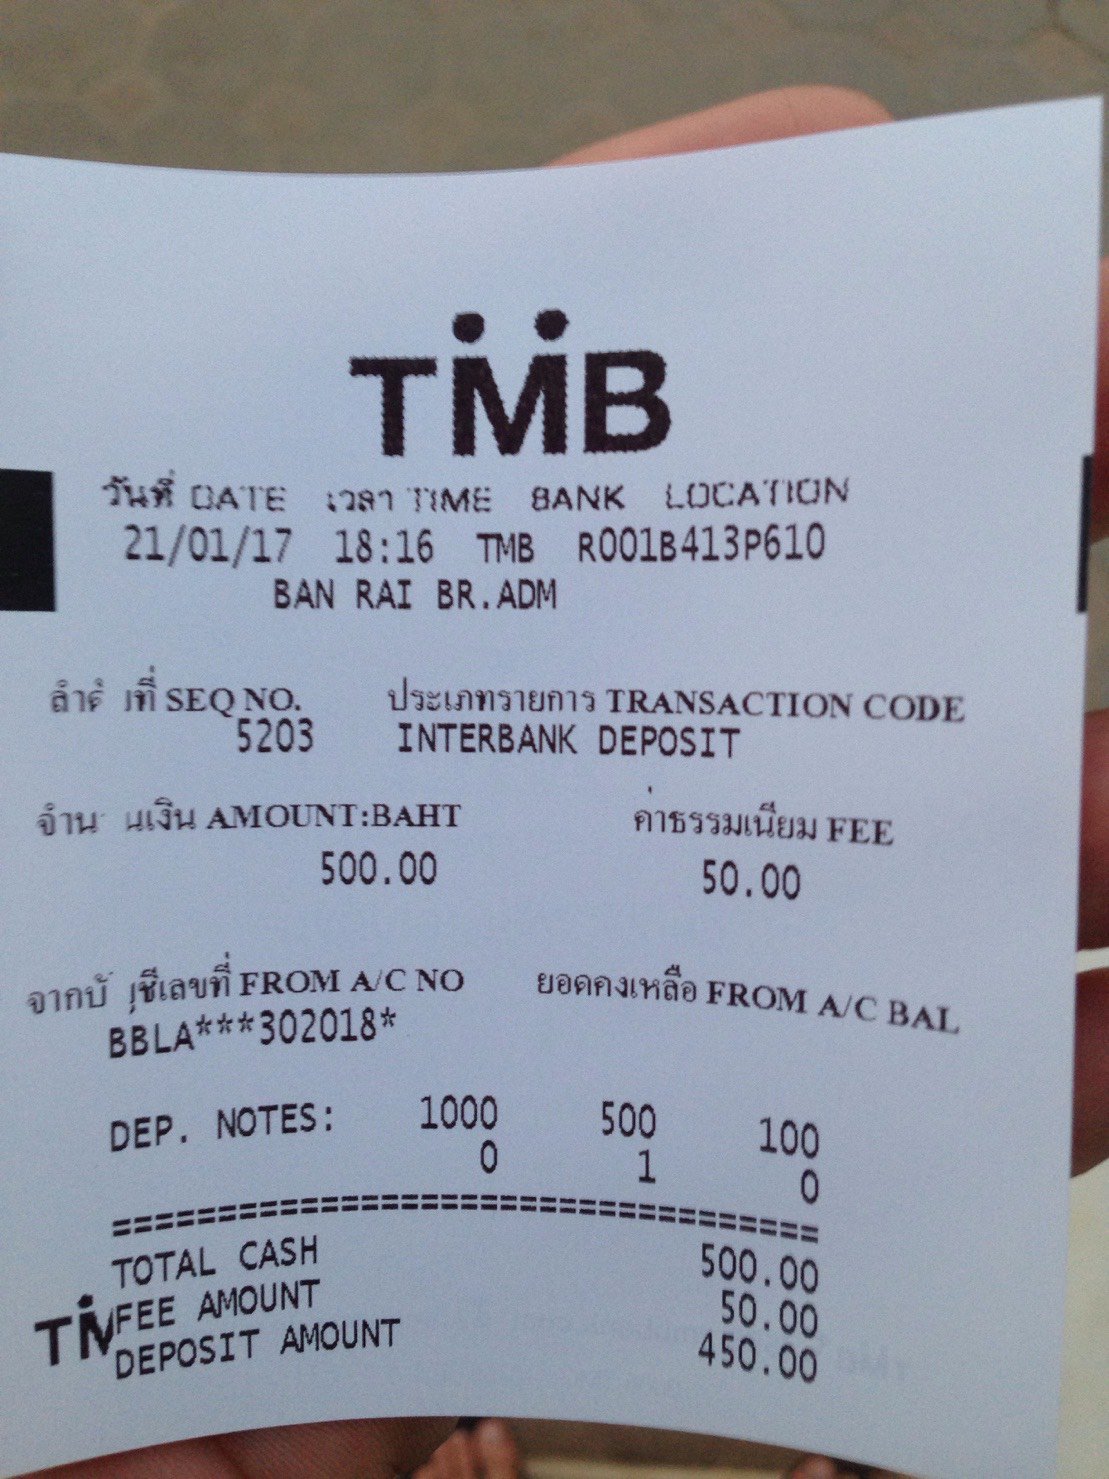 TMB
วันที่ DATE เวลา TIME BANK LOCATION
21/01/17 18:16 TMB R001B413P610
BAN RAI BR.ADM
ลำดับที่ SEQ NO. ประเภทรายการ TRANSACTION CODE
5203 INTERBANK DEPOSIT
จำนวนเงิน AMOUNT:BAHT ค่าธรรมเนียม FEE
500.00 50.00
จากบัญชีเลขที่ FROM A/C NO ยอดคงเหลือ FROM A/C BAL
BBLA***302018*
DEP. NOTES: 1000 500 100
0 1 0
==================================
TOTAL CASH 500.00
TM FEE AMOUNT 50.00
DEPOSIT AMOUNT 450.00